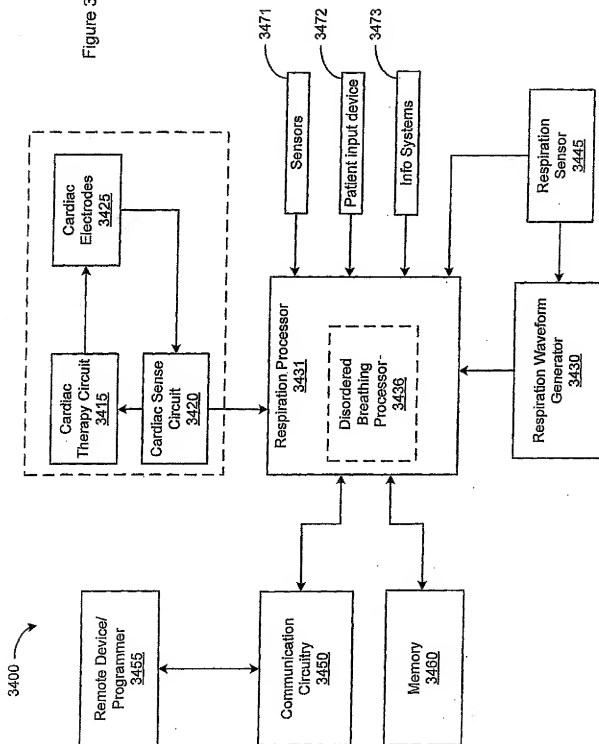 3400
Figure 3
Remote Device/
Programmer
3455
Cardiac
Therapy Circuit
3415
Cardiac
Electrodes
3425
Cardiac Sense
Circuit
3420
3471
3472
3473
Communication
Circuitry
3450
Memory
3460
Respiration Processor
3431
Disordered
Breathing
Processor-
3436
Sensors
Patient input device
Info Systems
Respiration Waveform
Generator
3430
Respiration
Sensor
3445